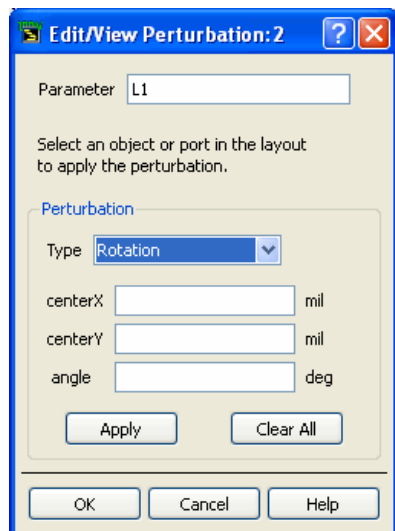 Edit/View Perturbation:2
Parameter L1
Select an object or port in the layout
to apply the perturbation.
Perturbation
Type Rotation
centerX mil
centerY mil
angle deg
Apply Clear All
OK Cancel Help